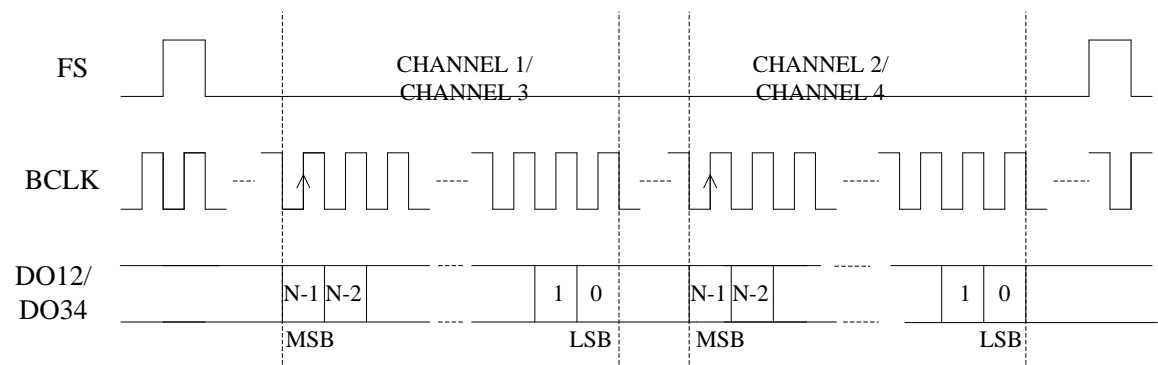 FS
CHANNEL 1/
CHANNEL 3
CHANNEL 2/
CHANNEL 4
BCLK
DO12/
DO34
N-1 N-2 1 0 N-1 N-2 1 0
MSB LSB MSB LSB